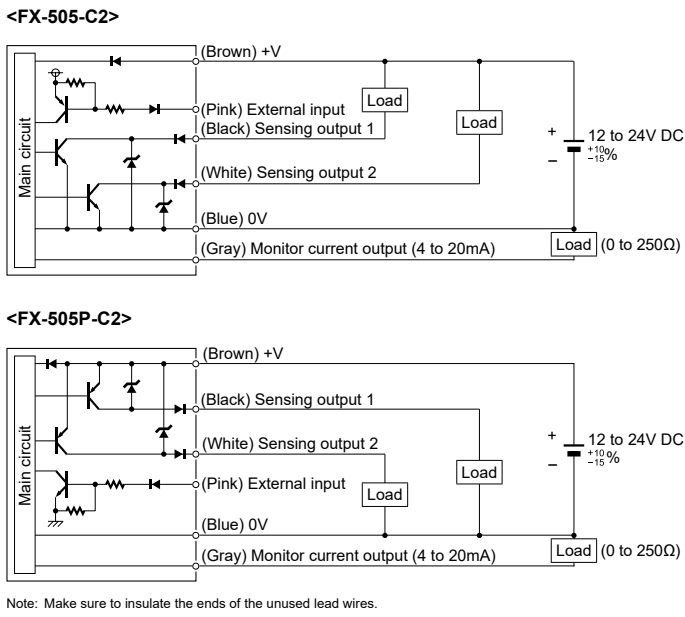 <FX-505-C2>
(Brown) +V
Main circuit
(Pink) External input
Load
(Black) Sensing output 1
Load
+
12 to 24V DC
+10
−15 %
−
(White) Sensing output 2
(Blue) 0V
(Gray) Monitor current output (4 to 20mA)
Load (0 to 250Ω)
<FX-505P-C2>
(Brown) +V
Main circuit
(Black) Sensing output 1
(White) Sensing output 2
+
12 to 24V DC
+10
−15 %
−
Load
(Pink) External input
Load
(Blue) 0V
(Gray) Monitor current output (4 to 20mA)
Load (0 to 250Ω)
Note: Make sure to insulate the ends of the unused lead wires.